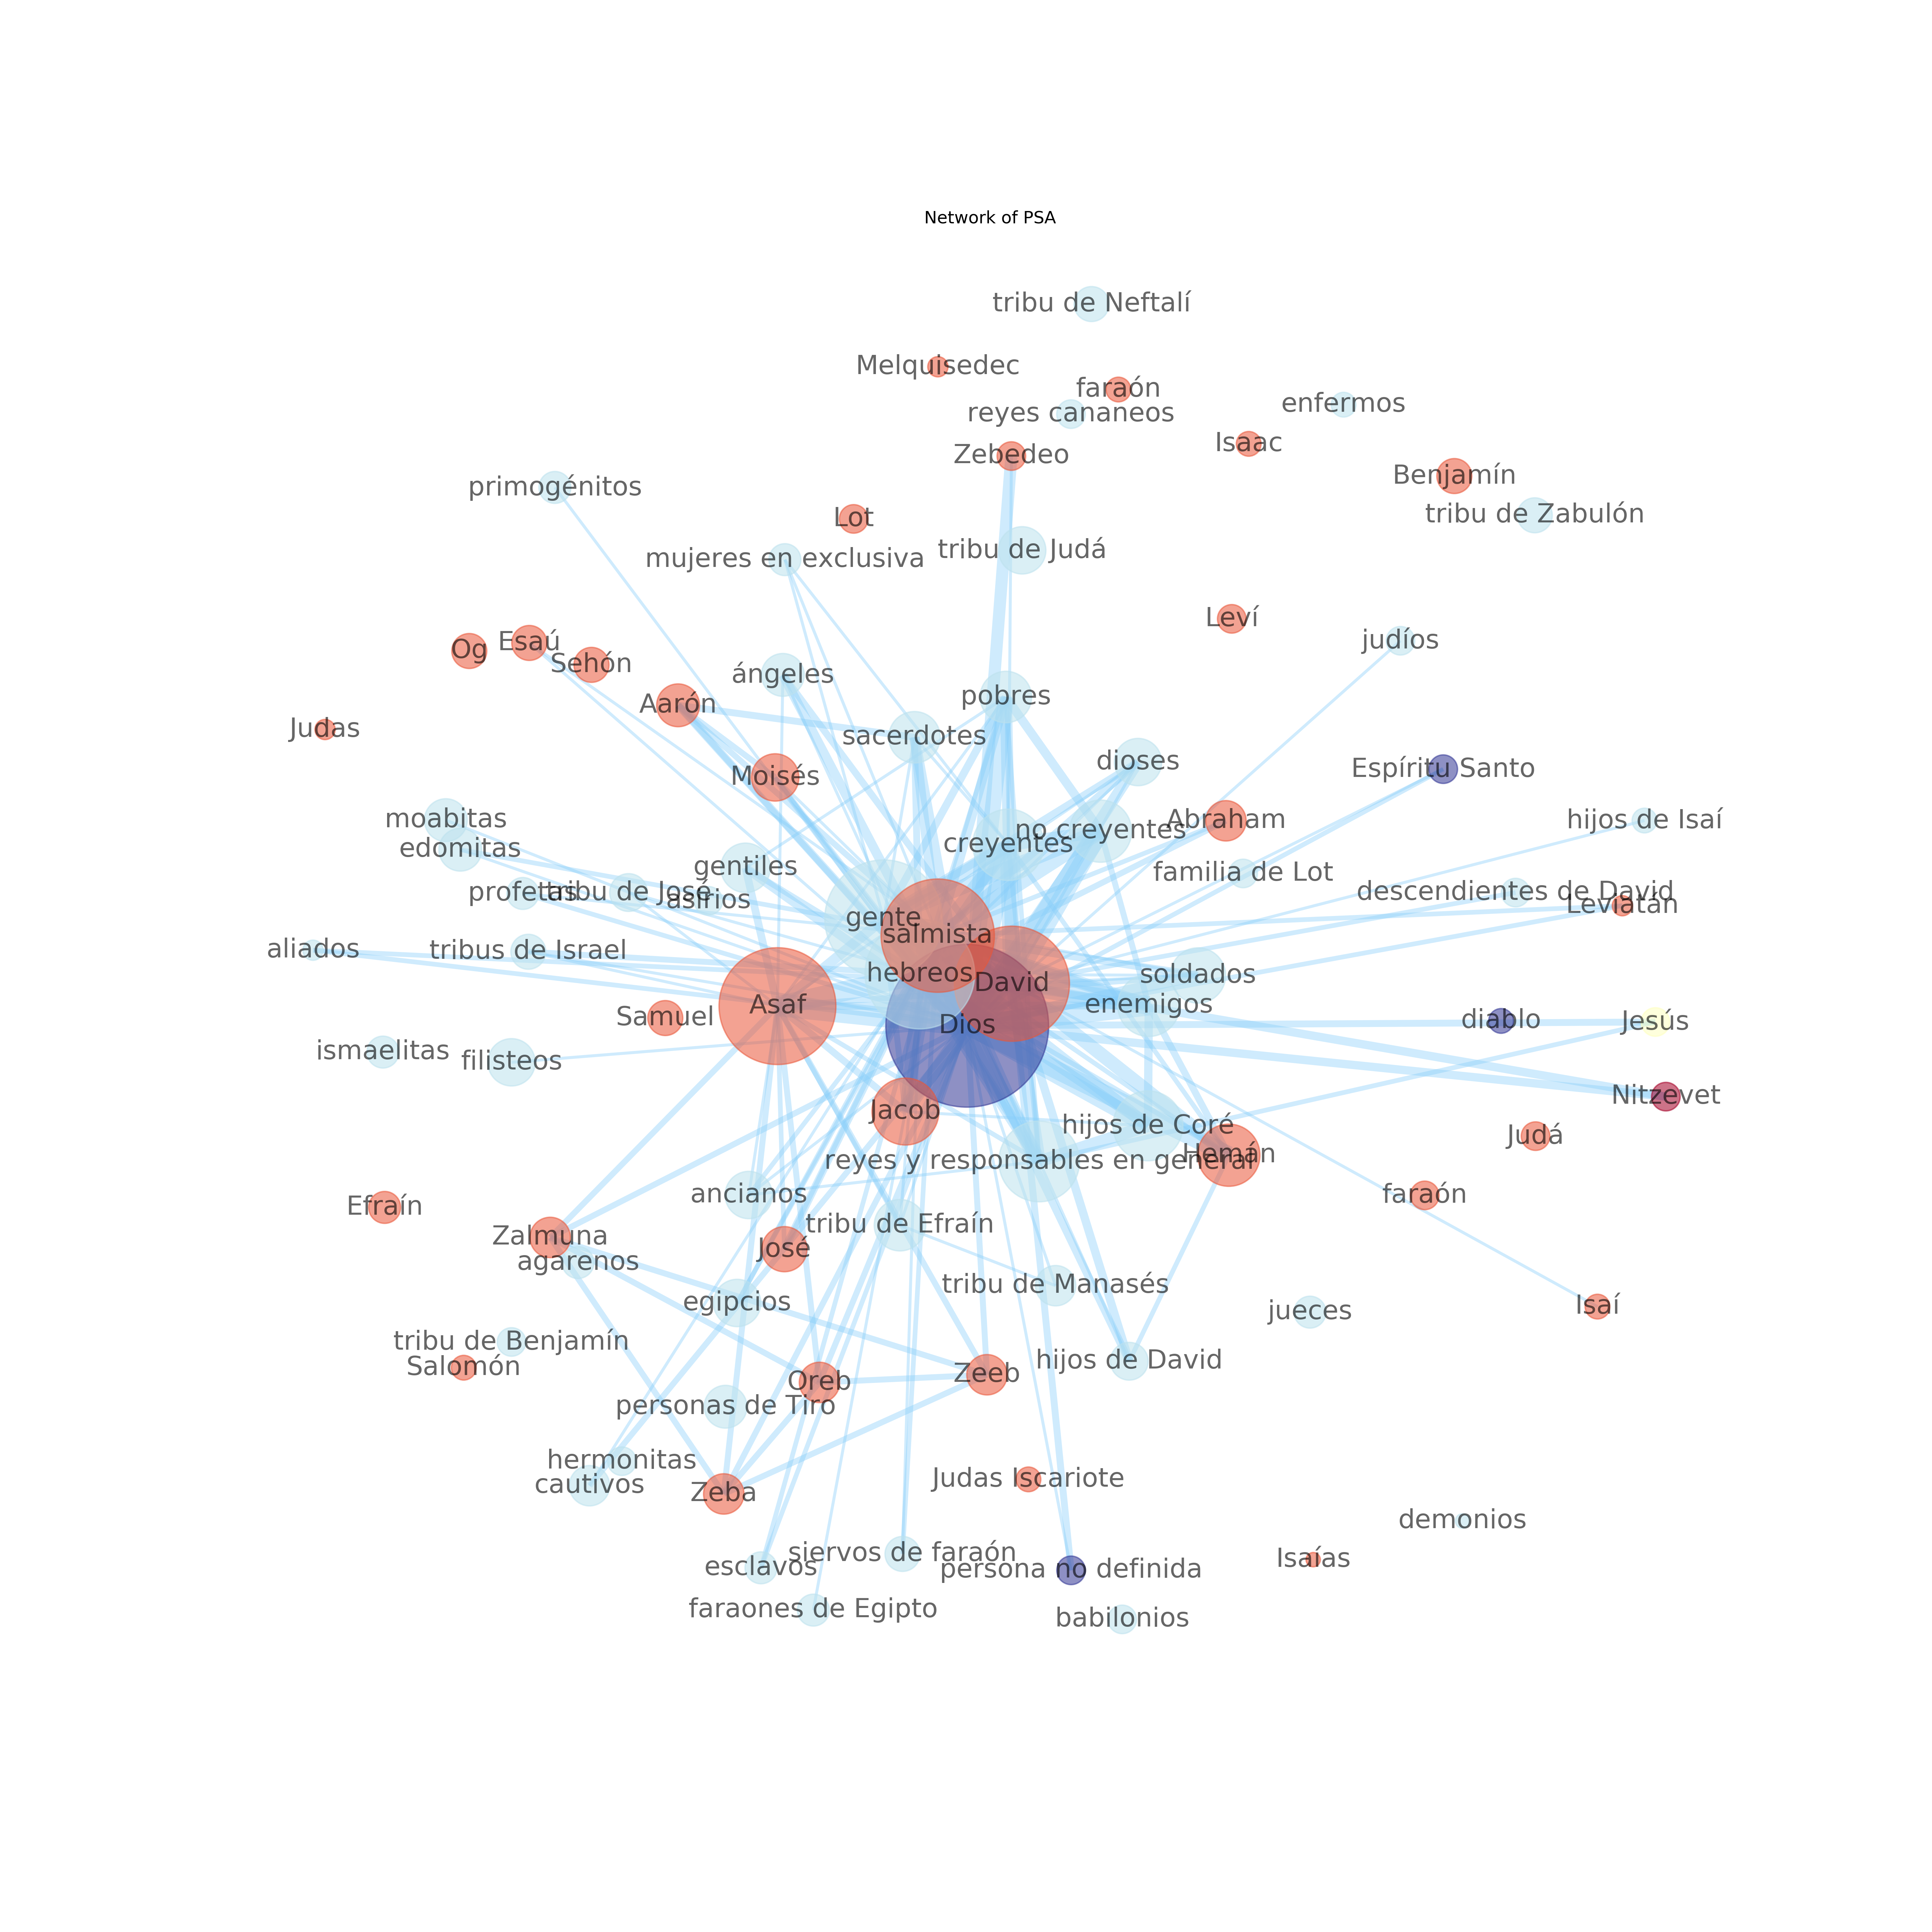 Network of PSA
tribu de Neftalí
Melquisedec
faraón
reyes cananeos
enfermos
Isaac
Zebedeo
Benjamín
primogénitos
tribu de Zabulón
Lot
tribu de Judá
mujeres en exclusiva
Leví
judíos
Og
Esaú
Sehón
ángeles
pobres
Aarón
Judas
sacerdotes
dioses
Espíritu Santo
Moisés
moabitas
Abraham
hijos de Isaí
no creyentes
creyentes
edomitas
gentiles
familia de Lot
profetas
tribu de José
asirios
descendientes de David
Leviatán
gente
salmista
aliados
tribus de Israel
hebreos
soldados
David
Asaf
enemigos
Samuel
Dios
diablo
Jesús
ismaelitas
filisteos
Nitzevet
Jacob
hijos de Coré
Judá
Hemán
reyes y responsables en general
ancianos
faraón
Efraín
tribu de Efraín
Zalmuna
José
agarenos
tribu de Manasés
egipcios
jueces
Isaí
tribu de Benjamín
Salomón
hijos de David
Zeeb
Oreb
personas de Tiro
hermonitas
cautivos
Zeba
Judas Iscariote
demonios
siervos de faraón
Isaías
esclavos
persona no definida
faraones de Egipto
babilonios